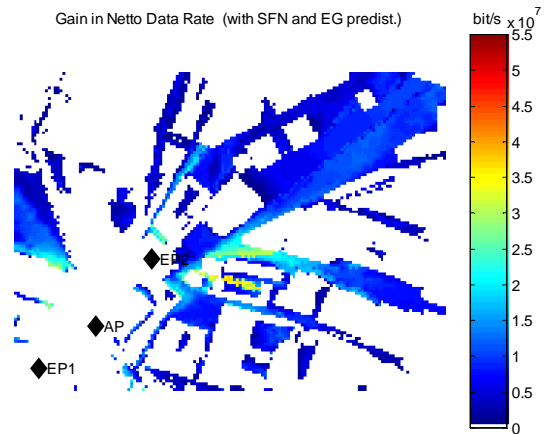 Gain in Netto Data Rate (with SFN and EG predist.)
bit/s x 10^7
5.5
5
4.5
4
3.5
3
2.5
2
1.5
1
0.5
0
EP2
AP
EP1